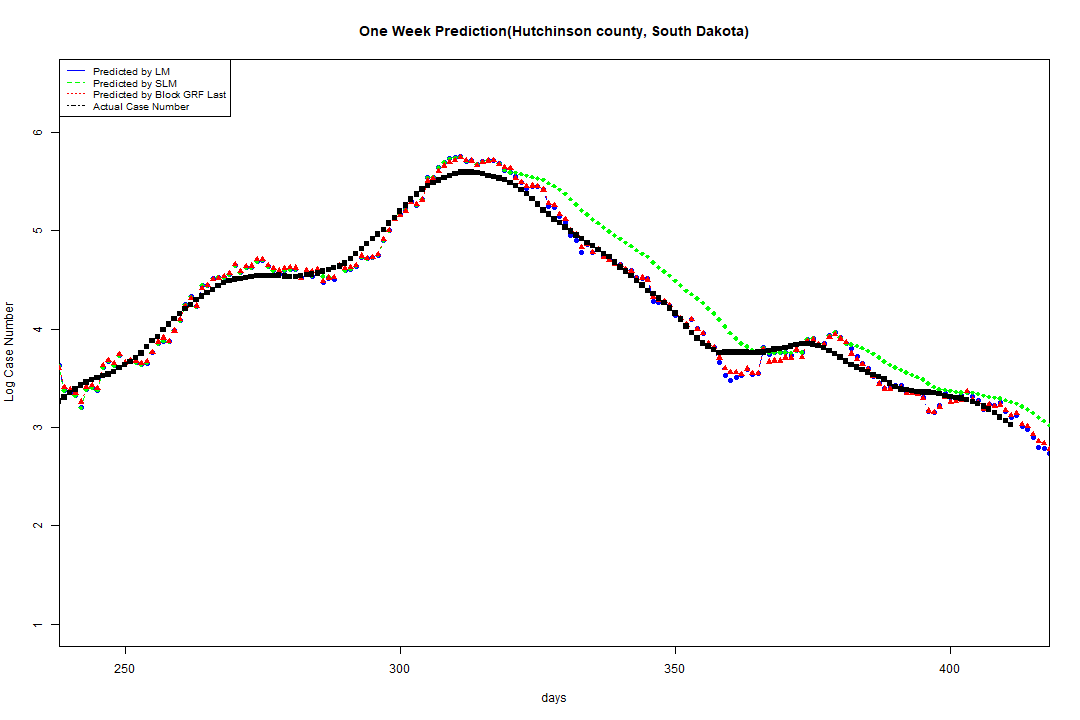 One Week Prediction(Hutchinson county, South Dakota)
Predicted by LM
Predicted by SLM
Predicted by Block GRF Last
Actual Case Number
Log Case Number
6
5
4
3
2
1
250
300
350
400
days